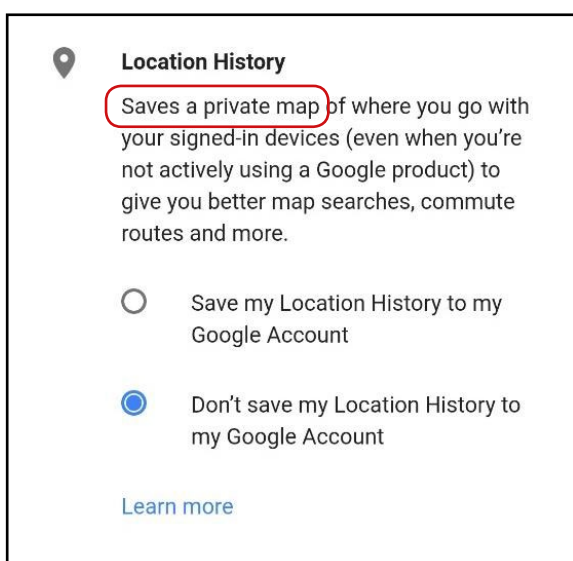 Location History
Saves a private map of where you go with
your signed-in devices (even when you’re
not actively using a Google product) to
give you better map searches, commute
routes and more.
Save my Location History to my
Google Account
Don’t save my Location History to
my Google Account
Learn more